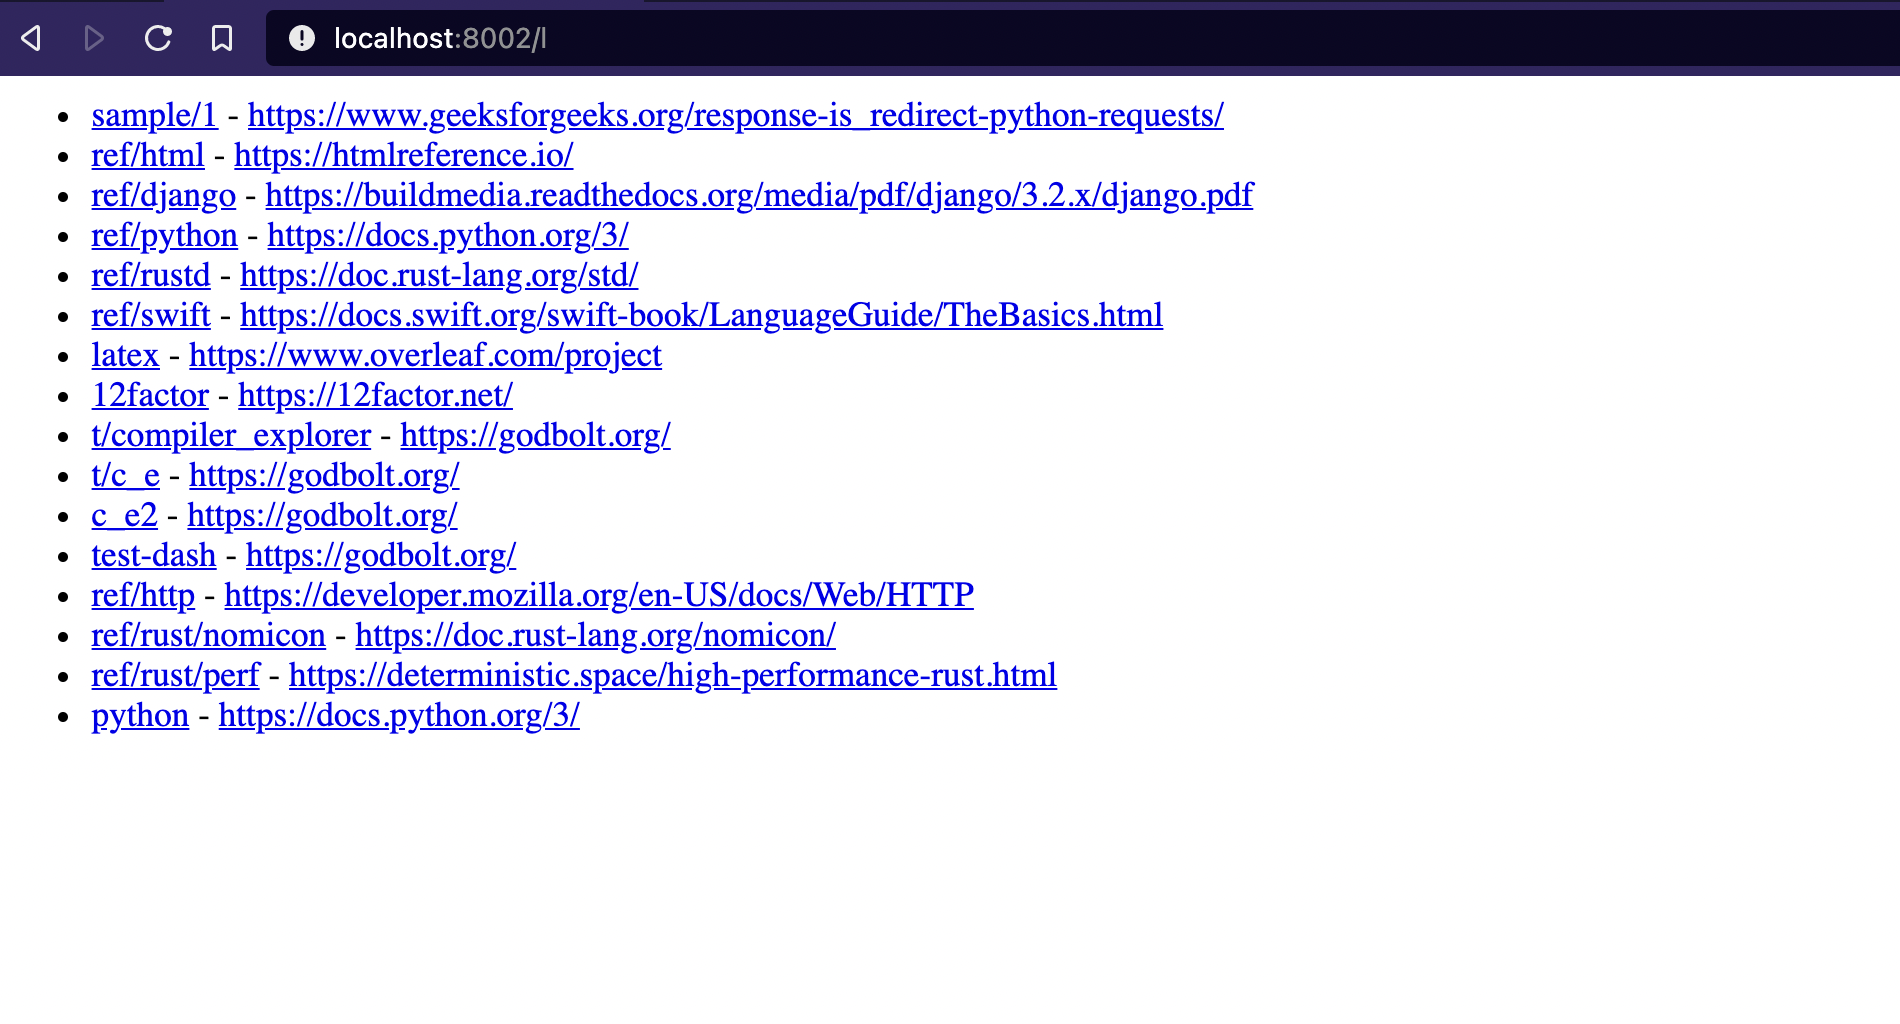 localhost:8002/l
sample/1 - https://www.geeksforgeeks.org/response-is_redirect-python-requests/
ref/html - https://htmlreference.io/
ref/django - https://buildmedia.readthedocs.org/media/pdf/django/3.2.x/django.pdf
ref/python - https://docs.python.org/3/
ref/rustd - https://doc.rust-lang.org/std/
ref/swift - https://docs.swift.org/swift-book/LanguageGuide/TheBasics.html
latex - https://www.overleaf.com/project
12factor - https://12factor.net/
t/compiler_explorer - https://godbolt.org/
t/c_e - https://godbolt.org/
c_e2 - https://godbolt.org/
test-dash - https://godbolt.org/
ref/http - https://developer.mozilla.org/en-US/docs/Web/HTTP
ref/rust/nomicon - https://doc.rust-lang.org/nomicon/
ref/rust/perf - https://deterministic.space/high-performance-rust.html
python - https://docs.python.org/3/